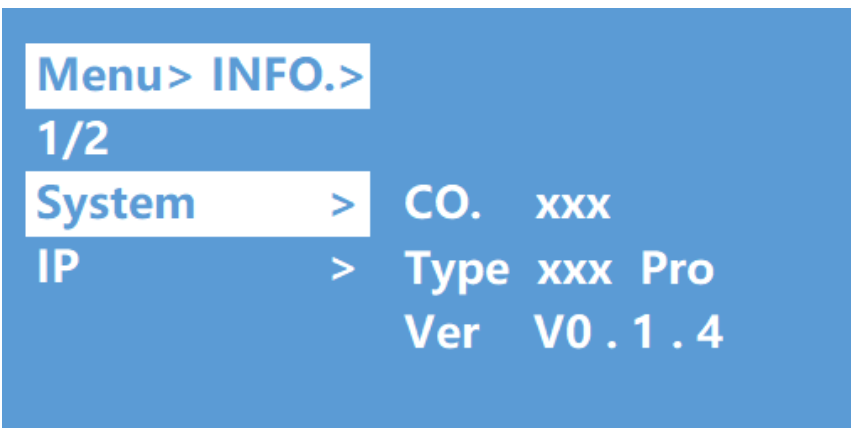 Menu> INFO.>
1/2
System > CO. xxx
IP > Type xxx Pro
Ver V0 . 1 . 4